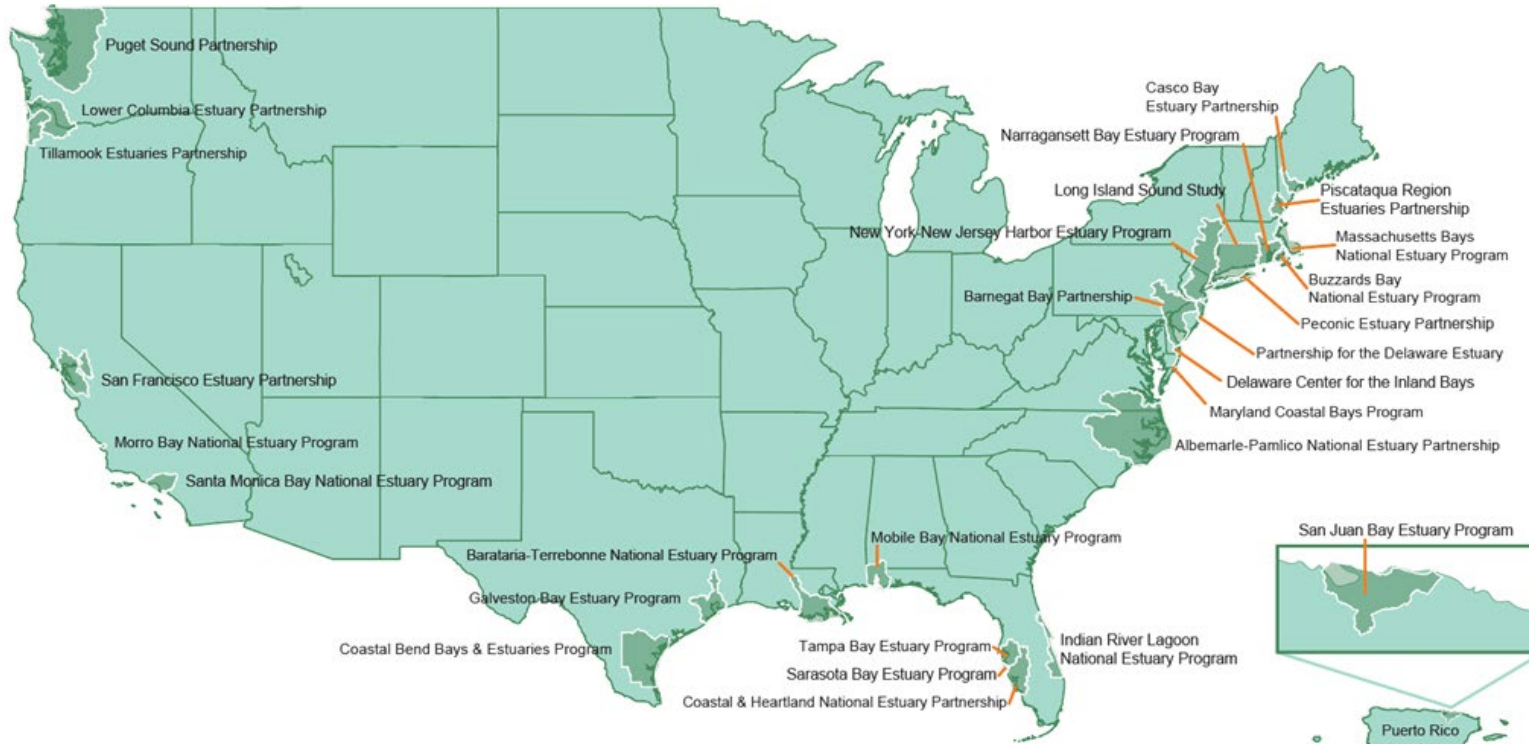 Puget Sound Partnership
Lower Columbia Estuary Partnership
Tillamook Estuaries Partnership
San Francisco Estuary Partnership
Morro Bay National Estuary Program
Santa Monica Bay National Estuary Program
Barataria-Terrebonne National Estuary Program
Galveston Bay Estuary Program
Coastal Bend Bays & Estuaries Program
Mobile Bay National Estuary Program
Tampa Bay Estuary Program
Sarasota Bay Estuary Program
Coastal & Heartland National Estuary Partnership
Indian River Lagoon
National Estuary Program
Casco Bay
Estuary Partnership
Narragansett Bay Estuary Program
Long Island Sound Study
New York-New Jersey Harbor Estuary Program
Barnegat Bay Partnership
Piscataqua Region
Estuaries Partnership
Massachusetts Bays
National Estuary Program
Buzzards Bay
National Estuary Program
Peconic Estuary Partnership
Partnership for the Delaware Estuary
Delaware Center for the Inland Bays
Maryland Coastal Bays Program
Albemarle-Pamlico National Estuary Partnership
San Juan Bay Estuary Program
Puerto Rico